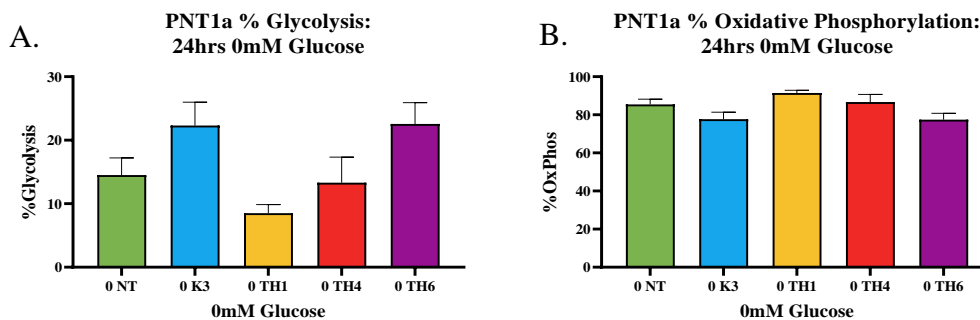 A.
PNT1a % Glycolysis:
24hrs 0mM Glucose
%Glycolysis
30
20
10
0
0 NT
0 K3
0 TH1
0 TH4
0 TH6
0mM Glucose
B.
PNT1a % Oxidative Phosphorylation:
24hrs 0mM Glucose
%OxPhos
100
80
60
40
20
0
0 NT
0 K3
0 TH1
0 TH4
0 TH6
0mM Glucose